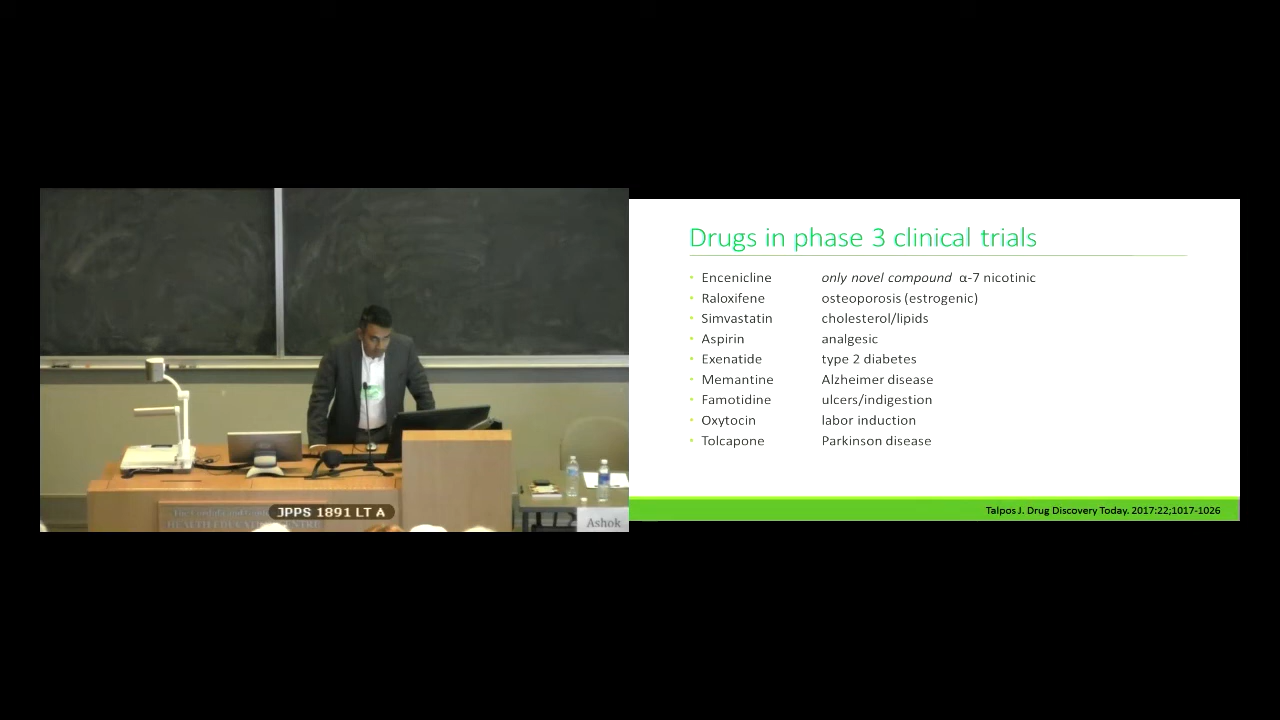 Drugs in phase 3 clinical trials
• Encenicline only novel compound α-7 nicotinic
• Raloxifene osteoporosis (estrogenic)
• Simvastatin cholesterol/lipids
• Aspirin analgesic
• Exenatide type 2 diabetes
• Memantine Alzheimer disease
• Famotidine ulcers/indigestion
• Oxytocin labor induction
• Tolcapone Parkinson disease
Talpos J. Drug Discovery Today. 2017:22;1017-1026
JPPS 1891 LT A
HEALTH EDUCATION CENTRE
Ashok